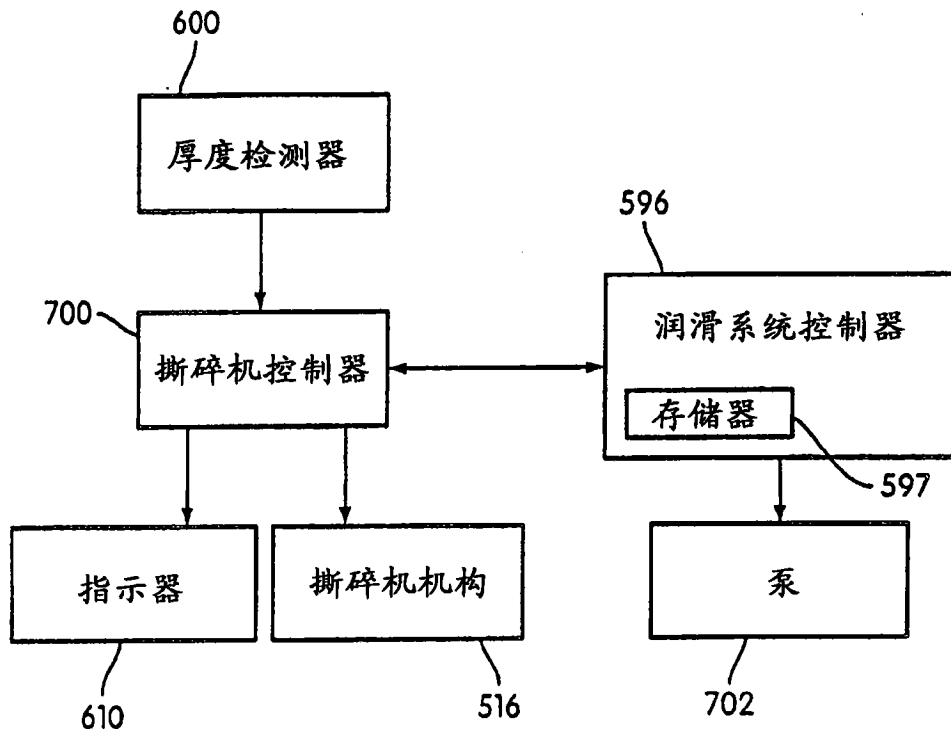 600
厚度检测器
596
700
撕碎机控制器
润滑系统控制器
存储器
597
指示器
撕碎机机构
泵
610
516
702